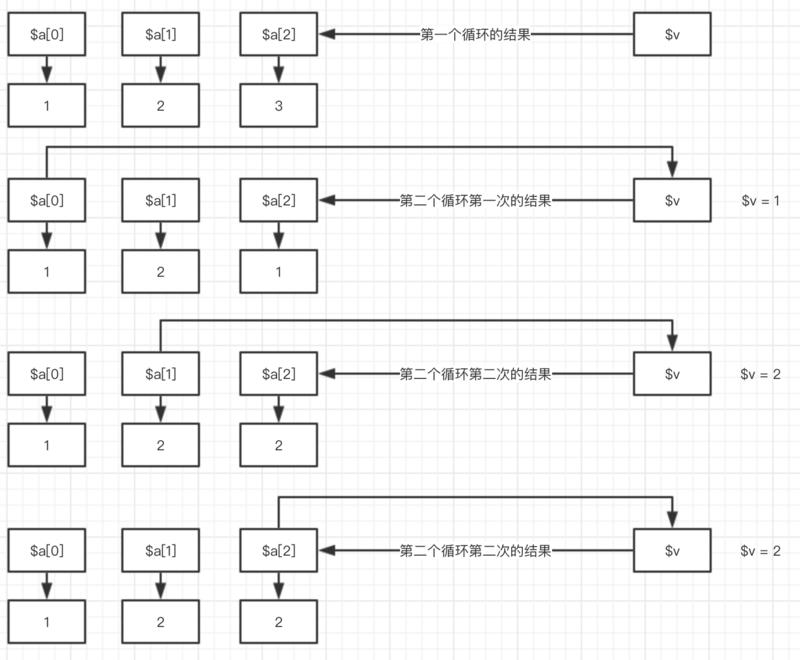 $a[0] $a[1] $a[2] 第一个循环的结果 $v
1 2 3
$a[0] $a[1] $a[2] 第二个循环第一次的结果 $v $v = 1
1 2 1
$a[0] $a[1] $a[2] 第二个循环第二次的结果 $v $v = 2
1 2 2
$a[0] $a[1] $a[2] 第二个循环第二次的结果 $v $v = 2
1 2 2